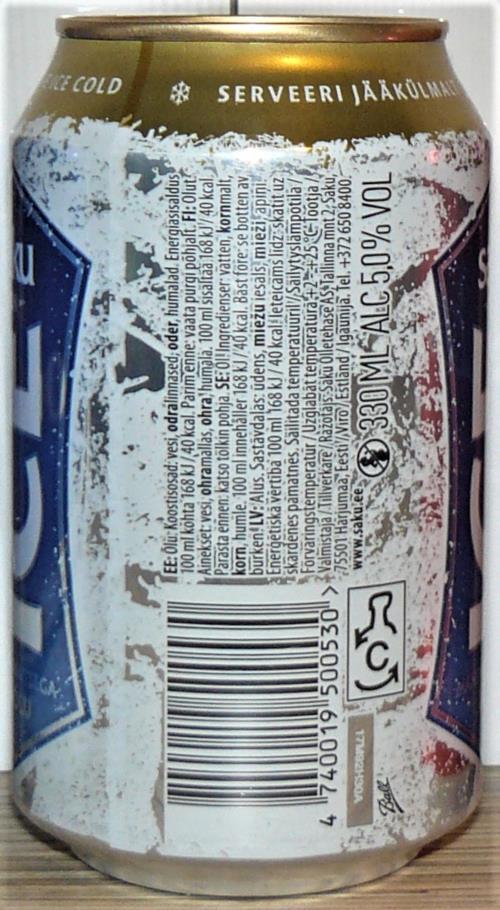 ICE COLD
SERVEERI JÄÄKÜLMALT
EE: Õlu. Koostisosad: vesi, odralinnased, oder, humalad. Energiasisaldus
100 ml kohta 168 kJ / 40 kcal. Parim enne: vaata purgi põhjalt. FI: Olut.
Ainekset: vesi, ohramallas, ohra, humala. 100 ml sisältää 168 kJ / 40 kcal.
Parasta ennen: katso tölkin pohja. SE Öl. Ingredienser: vatten, kornmalt,
korn, humle. 100 ml innehåller 168 kJ / 40 kcal. Bäst före: se botten av
burken. LV: Alus. Sastāvdaļas: ūdens, miežu iesals, mieži, apiņi.
Enerģētiskā vērtība 100 ml 168 kJ / 40 kcal. Ieteicams līdz: skatīt uz
skārdenes pamatnes. Säilitada temperatuuril / Säilytyslämpötila /
Förvaringstemperatur / Uzglabāt temperatūrā: +2°...+25 °C. Tootja /
Valmistaja / Tillverkare / Ražotājs: Saku Õlletehase AS, Tallinna mnt 2, Saku
75501 Harjumaa, Eesti / Viro / Estland / Igaunija. Tel. +372 650 8400,
www.saku.ee
330 ML ALC 5,0% VOL
4 740019 500530 >
C
Ball
ICE